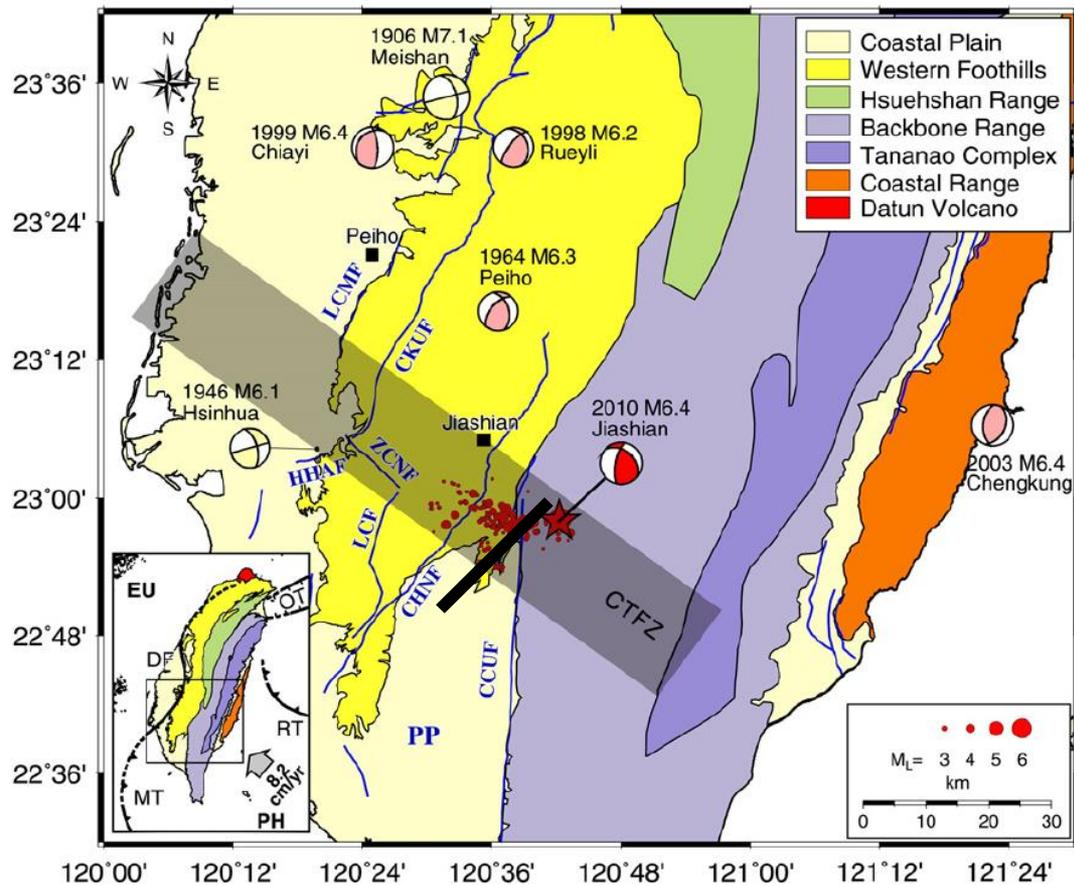 N
W E
S
1906 M7.1
Meishan
1999 M6.4
Chiayi
1998 M6.2
Rueyli
Peiho
1964 M6.3
Peiho
LCMF
CKUF
1946 M6.1
Hsinhua
Jiashian
2010 M6.4
Jiashian
2003 M6.4
Chengkung
HHAF
ZCNF
LCF
CHNF
CCUF
CTFZ
PP
Coastal Plain
Western Foothills
Hsuehshan Range
Backbone Range
Tananao Complex
Coastal Range
Datun Volcano
EU
OT
DF
RT
MT
8.2
cm/yr
PH
3 4 5 6
ML=
km
0 10 20 30
23°36'
23°24'
23°12'
23°00'
22°48'
22°36'
120°00' 120°12' 120°24' 120°36' 120°48' 121°00' 121°12' 121°24'